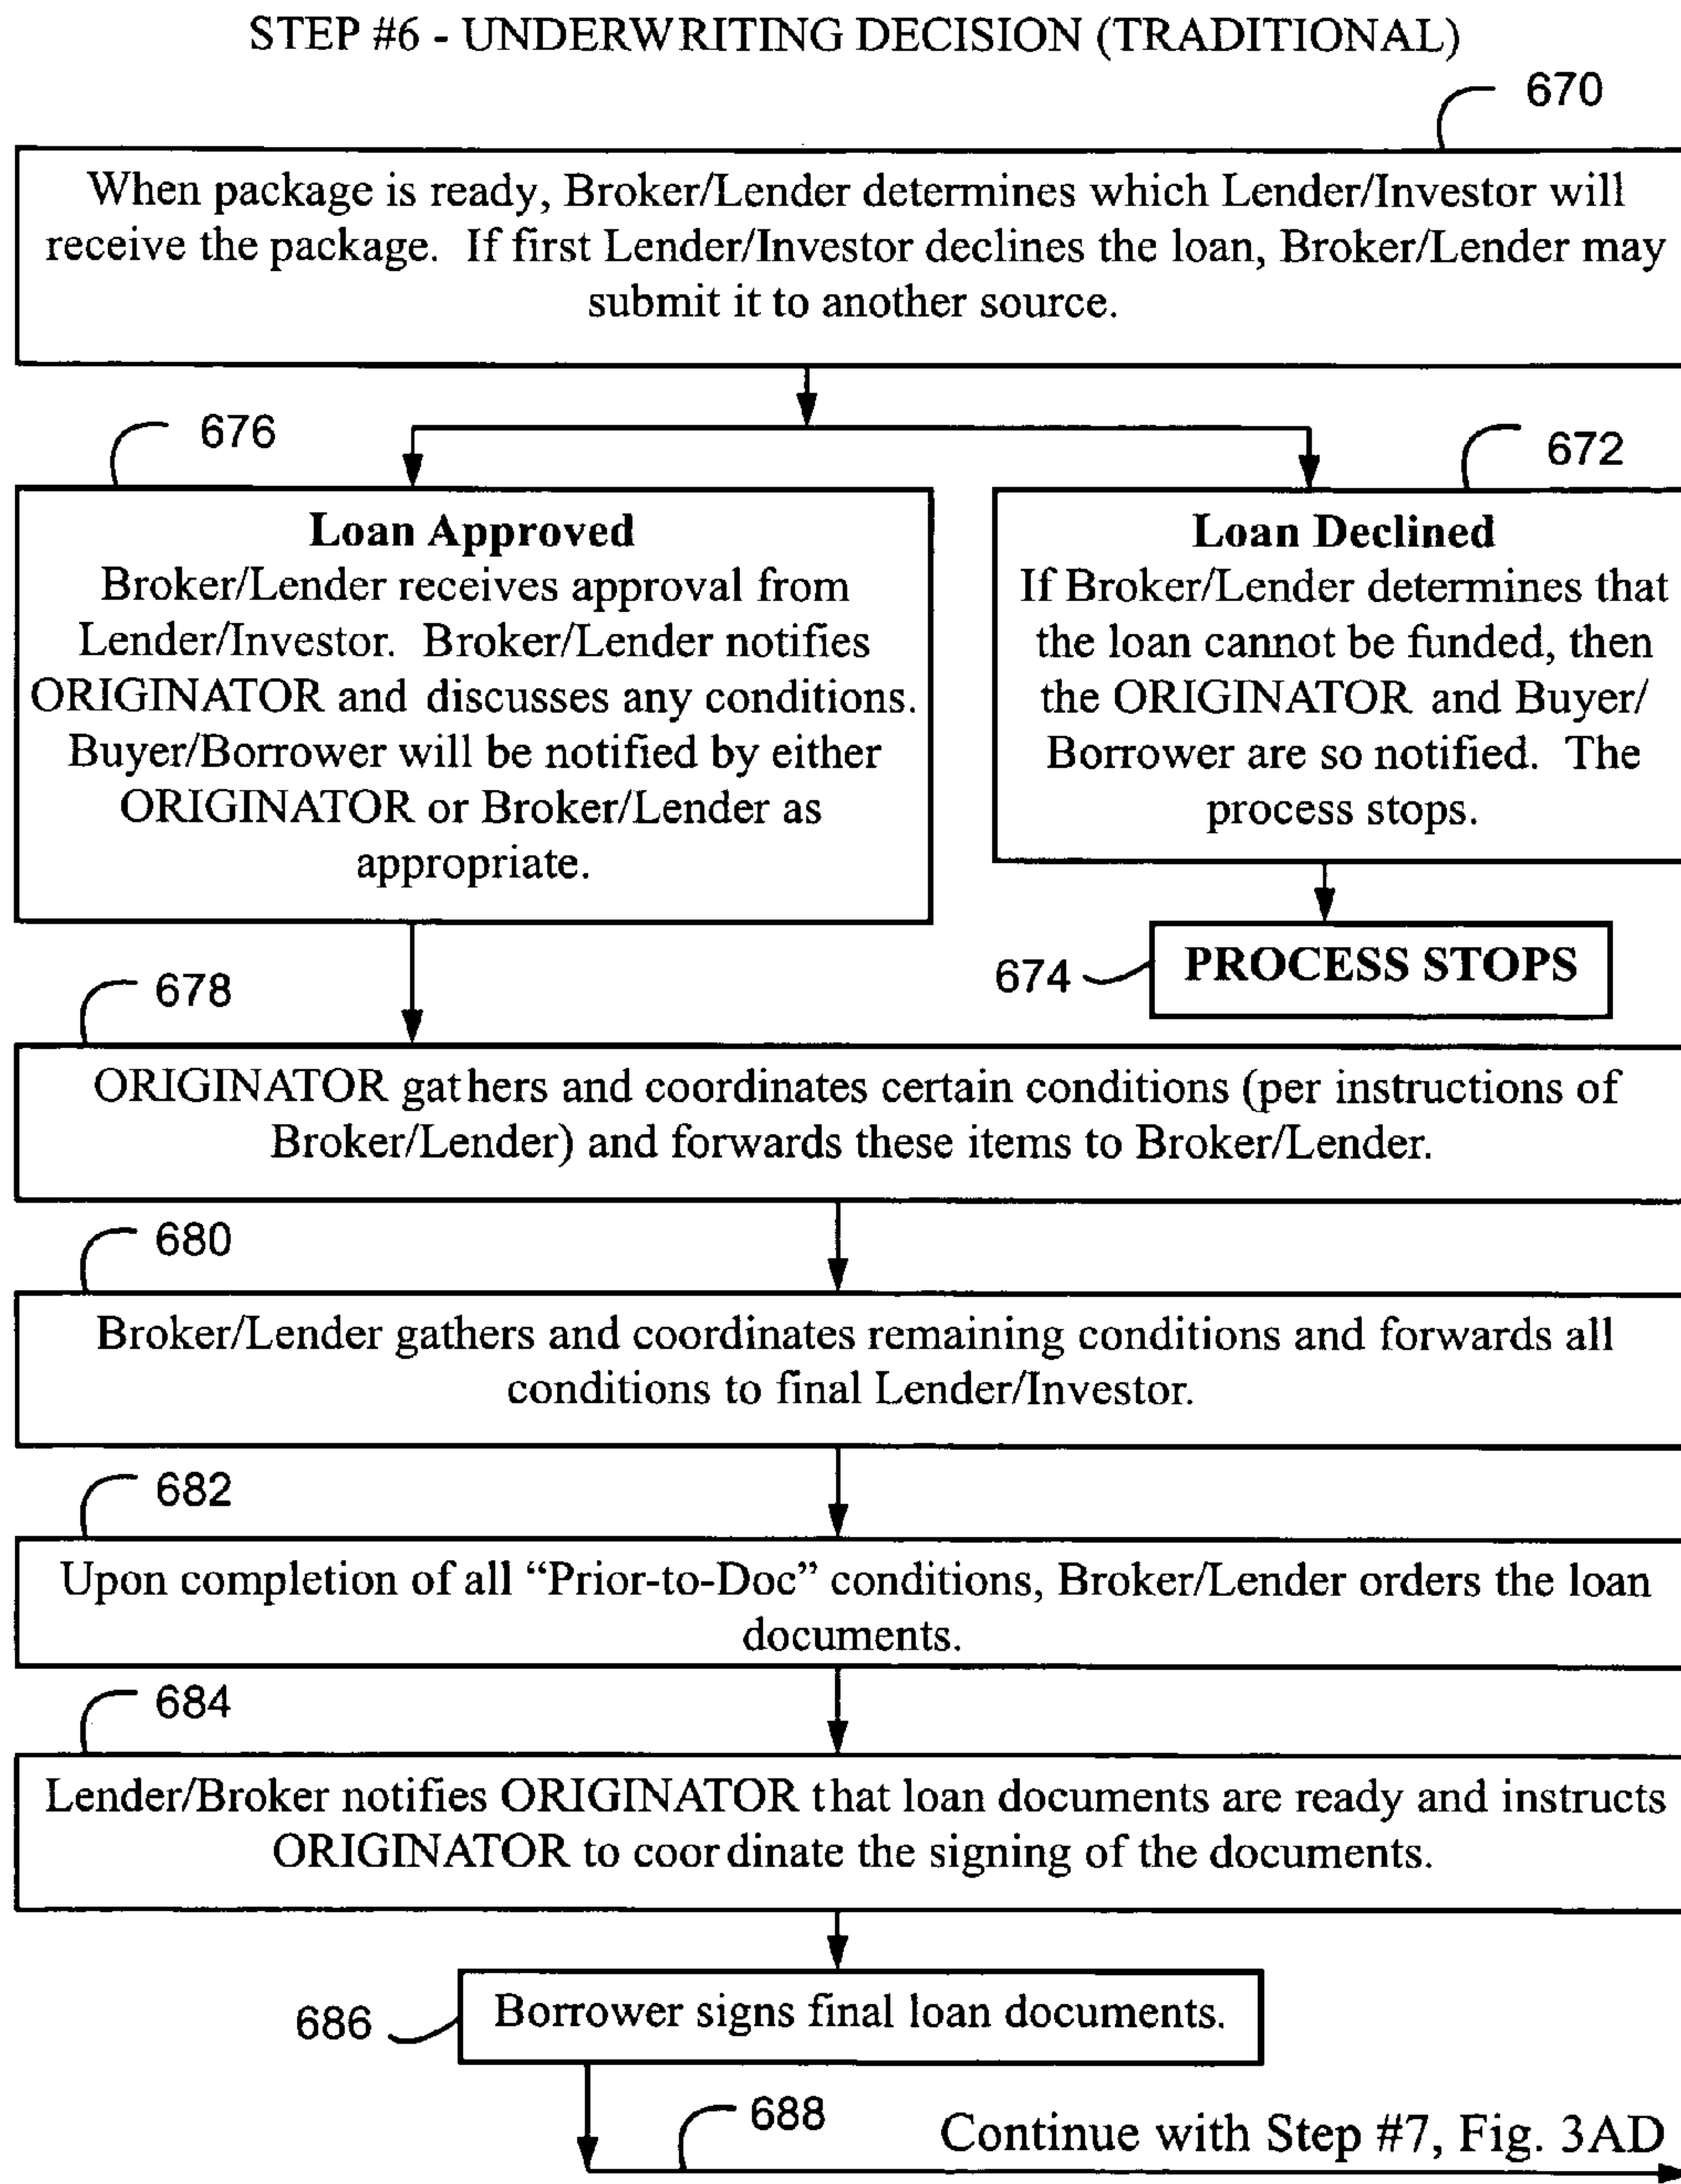 STEP #6 - UNDERWRITING DECISION (TRADITIONAL)
670
When package is ready, Broker/Lender determines which Lender/Investor will
receive the package. If first Lender/Investor declines the loan, Broker/Lender may
submit it to another source.
676
Loan Approved
Broker/Lender receives approval from
Lender/Investor. Broker/Lender notifies
ORIGINATOR and discusses any conditions.
Buyer/Borrower will be notified by either
ORIGINATOR or Broker/Lender as
appropriate.
672
Loan Declined
If Broker/Lender determines that
the loan cannot be funded, then
the ORIGINATOR and Buyer/
Borrower are so notified. The
process stops.
674
PROCESS STOPS
678
ORIGINATOR gathers and coordinates certain conditions (per instructions of
Broker/Lender) and forwards these items to Broker/Lender.
680
Broker/Lender gathers and coordinates remaining conditions and forwards all
conditions to final Lender/Investor.
682
Upon completion of all “Prior-to-Doc” conditions, Broker/Lender orders the loan
documents.
684
Lender/Broker notifies ORIGINATOR that loan documents are ready and instructs
ORIGINATOR to coordinate the signing of the documents.
686
Borrower signs final loan documents.
688
Continue with Step #7, Fig. 3AD